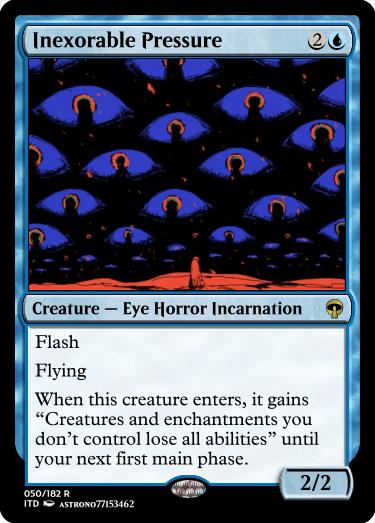 Inexorable Pressure 2
Creature — Eye Horror Incarnation
Flash
Flying
When this creature enters, it gains
“Creatures and enchantments you
don’t control lose all abilities” until
your next first main phase.
2/2
050/182 R
ITD ASTRONO77153462